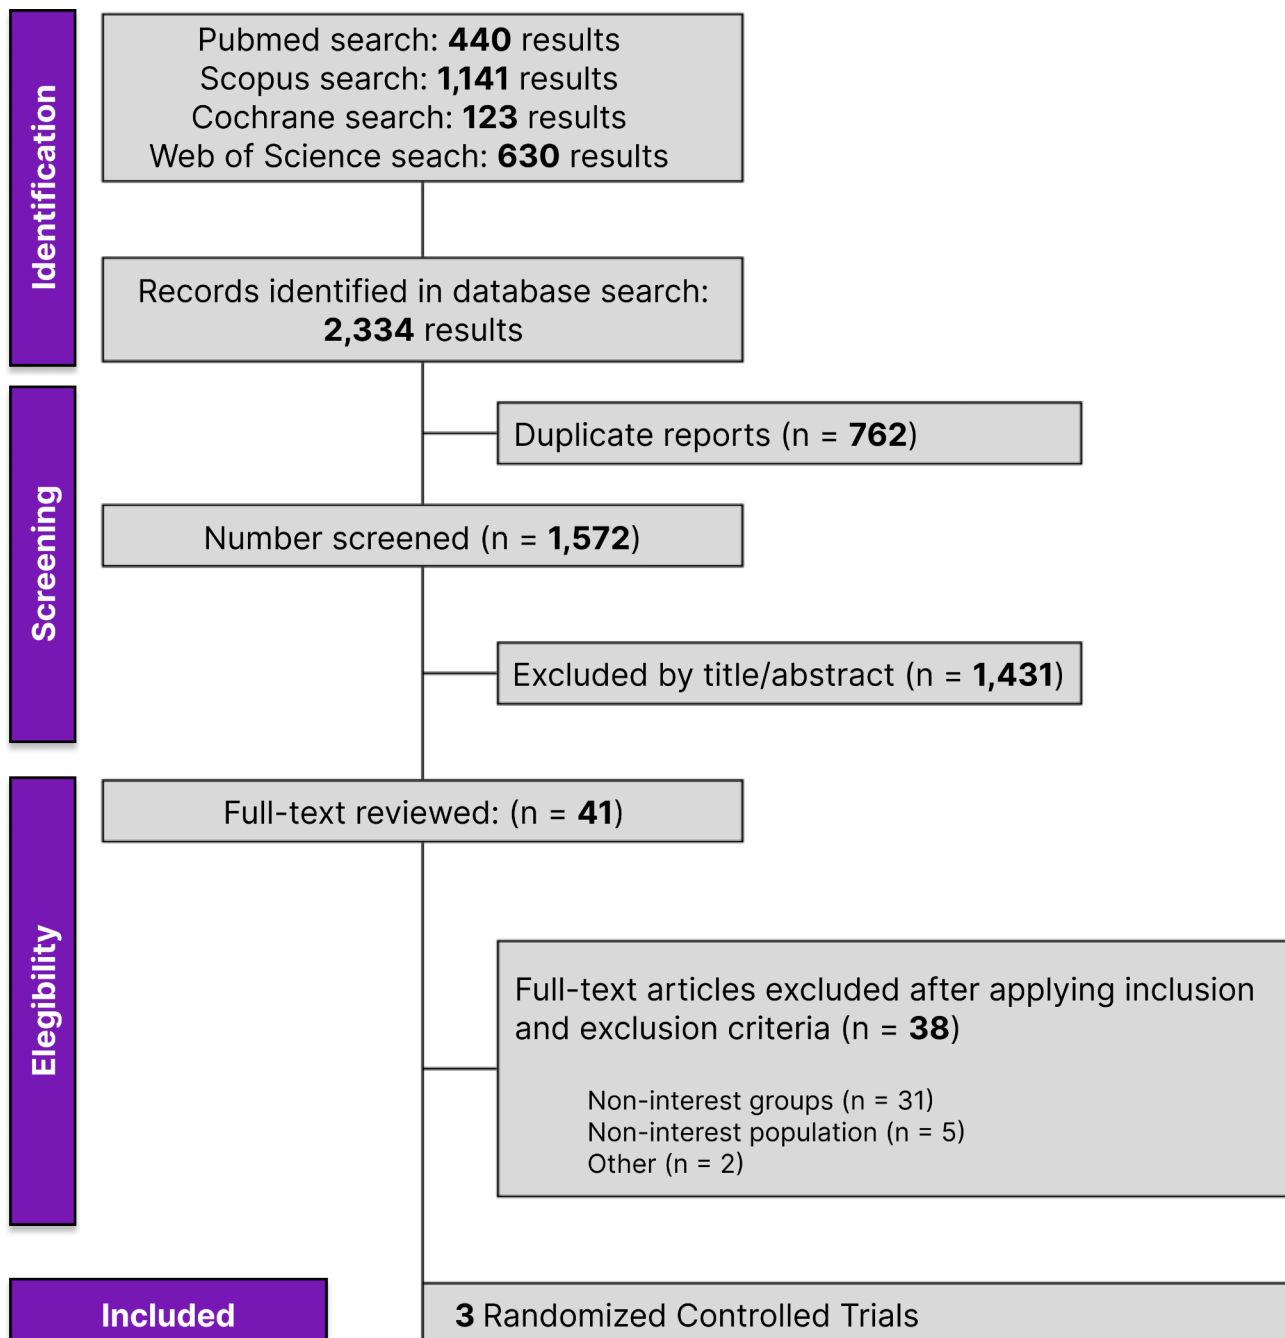 Identification
Pubmed search: 440 results
Scopus search: 1,141 results
Cochrane search: 123 results
Web of Science seach: 630 results
Records identified in database search:
2,334 results
Screening
Duplicate reports (n = 762)
Number screened (n = 1,572)
Excluded by title/abstract (n = 1,431)
Elegibility
Full-text reviewed: (n = 41)
Full-text articles excluded after applying inclusion
and exclusion criteria (n = 38)
Non-interest groups (n = 31)
Non-interest population (n = 5)
Other (n = 2)
Included
3 Randomized Controlled Trials